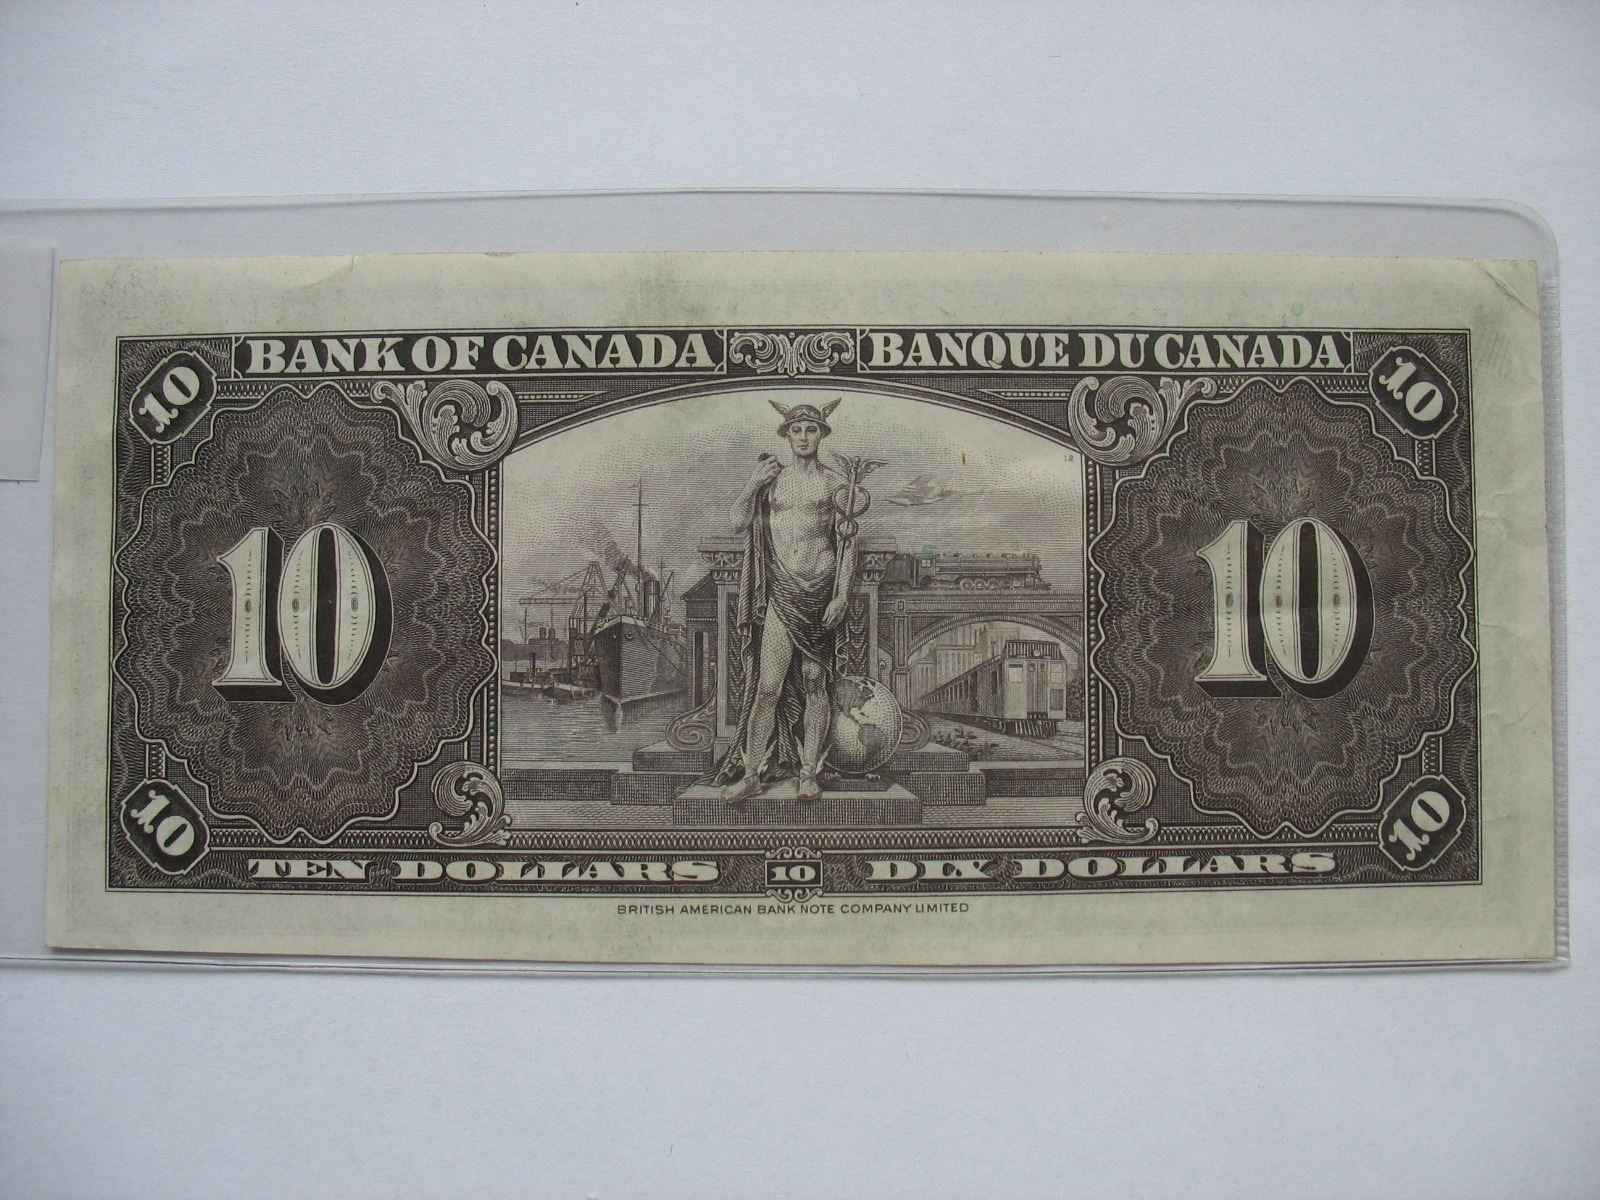 BANK OF CANADA BANQUE DU CANADA
10 10
12
10 10
10 10
TEN DOLLARS 10 DIX DOLLARS
BRITISH AMERICAN BANK NOTE COMPANY LIMITED